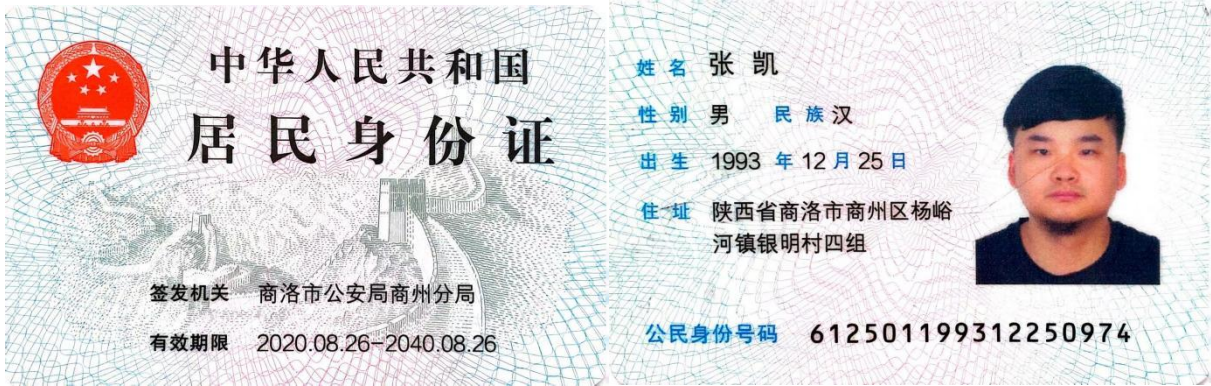 中华人民共和国
居民身份证
签发机关 商洛市公安局商州分局
有效期限 2020.08.26-2040.08.26
姓名 张凯
性别 男 民族 汉
出生 1993 年 12 月 25 日
住址 陕西省商洛市商州区杨峪
河镇银明村四组
公民身份号码 612501199312250974